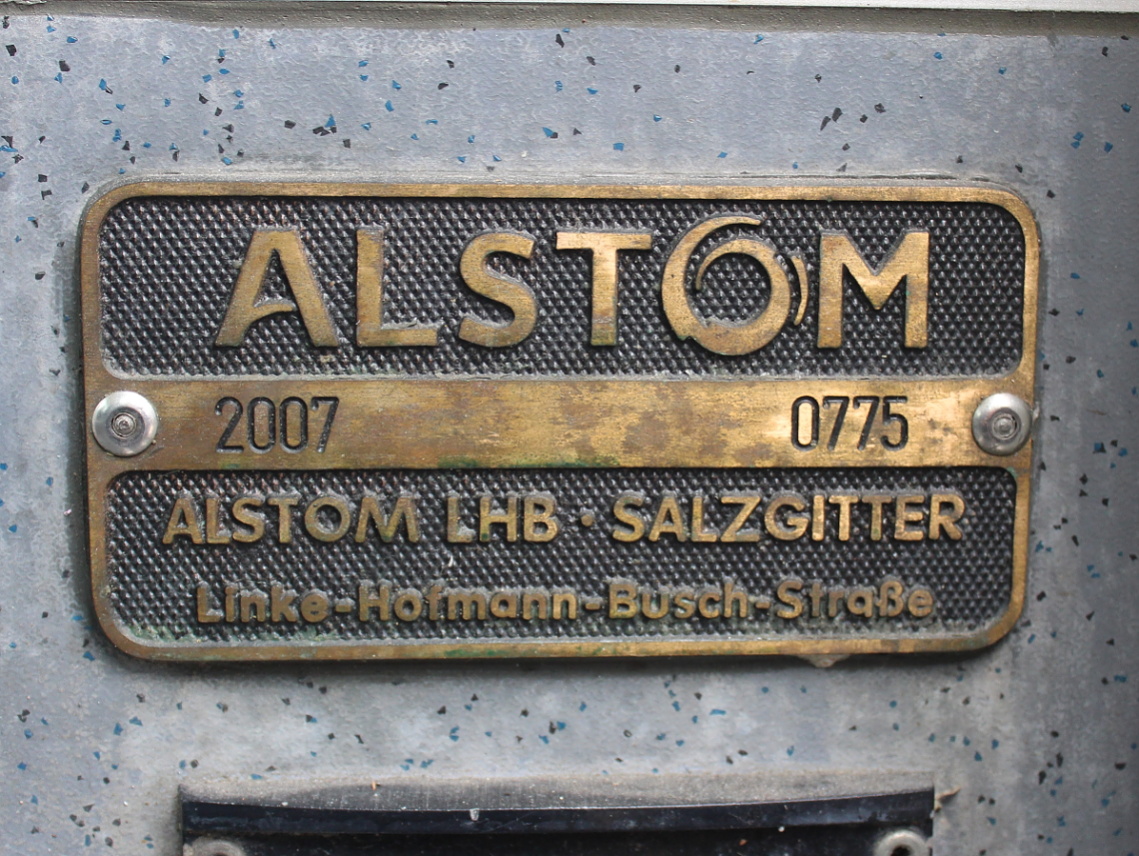 ALSTOM
2007 0775
ALSTOM LHB · SALZGITTER
Linke-Hofmann-Busch-Straße